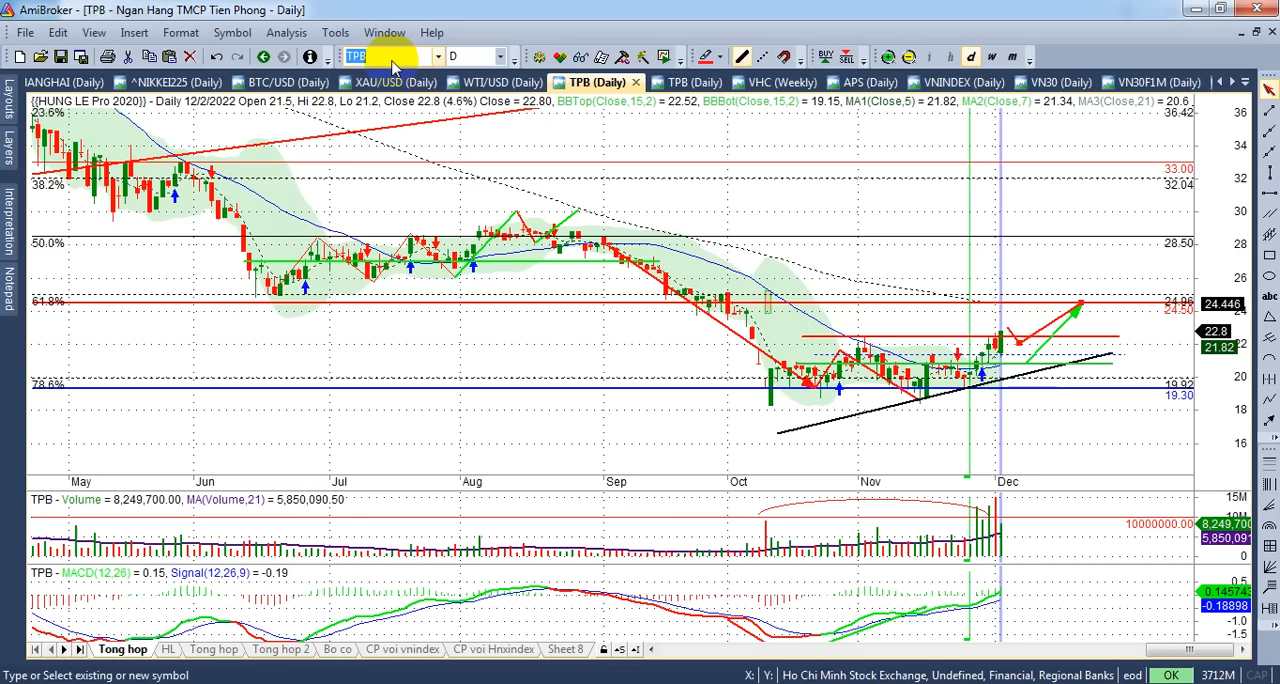 AmiBroker - [TPB - Ngan Hang TMCP Tien Phong - Daily]
File Edit View Insert Format Symbol Analysis Tools Window Help
TPB D BUY SELL i h d w m
IANGHAI (Daily) ^NIKKEI225 (Daily) BTC/USD (Daily) XAU/USD (Daily) WTI/USD (Daily) TPB (Daily) TPB (Daily) VHC (Weekly) APS (Daily) VNINDEX (Daily) VN30 (Daily) VN30F1M (Daily)
{{HUNG LE Pro 2020}} - Daily 12/2/2022 Open 21.5, Hi 22.8, Lo 21.2, Close 22.8 (4.6%) Close = 22.80, BBTop(Close,15,2) = 22.52, BBBot(Close,15,2) = 19.15, MA1(Close,5) = 21.82, MA2(Close,7) = 21.34, MA3(Close,21) = 20.6
Layouts
Layers
Interpretation
Notepad
23.6%
38.2%
50.0%
61.8%
78.6%
36.42
33.00
32.04
28.50
24.96
24.50
19.92
19.30
36
34
32
30
28
26
24
22
20
18
16
24.446
22.8
21.82
May Jun Jul Aug Sep Oct Nov Dec
TPB - Volume = 8,249,700.00, MA(Volume,21) = 5,850,090.50
15M
10M
10000000.00
8,249,700
5,850,091
0
TPB - MACD(12,26) = 0.15, Signal(12,26,9) = -0.19
0.5
0.145743
-0.18898
-1.0
-1.5
Tong hop HL Tong hop Tong hop 2 Bo co CP voi vnindex CP voi Hnxindex Sheet 8
abc
Type or Select existing or new symbol X: Y: Ho Chi Minh Stock Exchange, Undefined, Financial, Regional Banks eod OK 3712M CAP